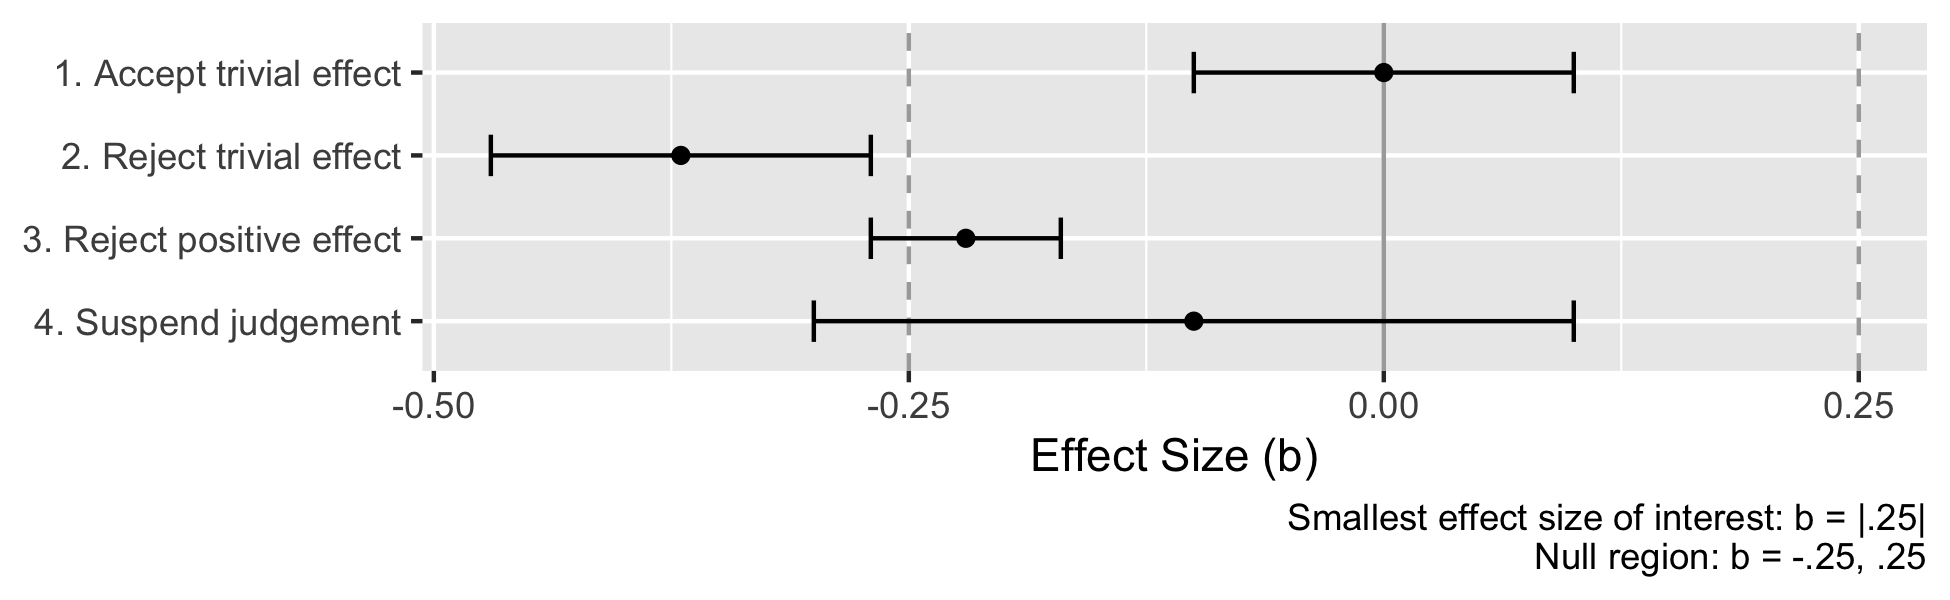 1. Accept trivial effect
2. Reject trivial effect
3. Reject positive effect
4. Suspend judgement
-0.50 -0.25 0.00 0.25
Effect Size (b)
Smallest effect size of interest: b = |.25|
Null region: b = -.25, .25